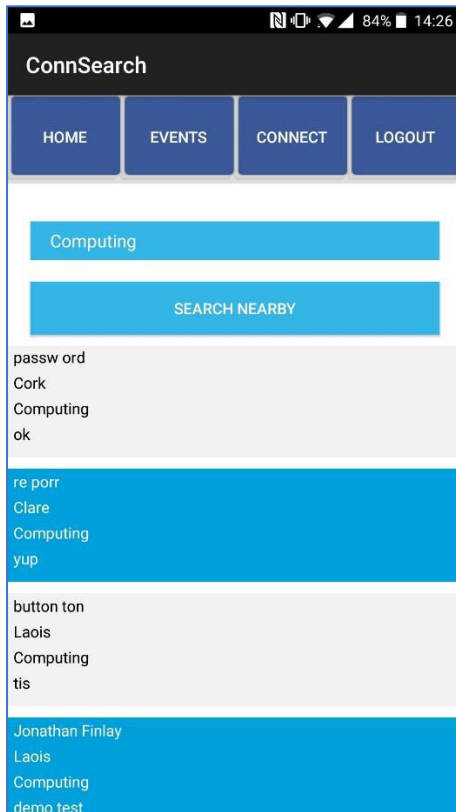 84% 14:26
ConnSearch
HOME EVENTS CONNECT LOGOUT
Computing
SEARCH NEARBY
passw ord
Cork
Computing
ok
re porr
Clare
Computing
yup
button ton
Laois
Computing
tis
Jonathan Finlay
Laois
Computing
demo test